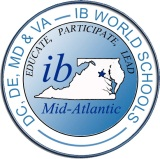 DC, DE, MD & VA — IB WORLD SCHOOLS
EDUCATE, PARTICIPATE, LEAD
ib
Mid-Atlantic